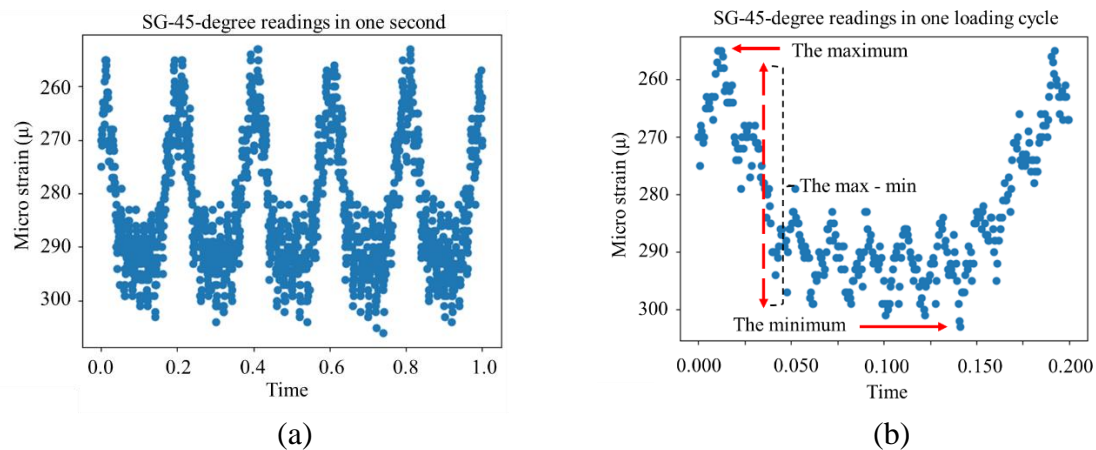 SG-45-degree readings in one second
Micro strain (μ)
260
270
280
290
300
0.0 0.2 0.4 0.6 0.8 1.0
Time
(a)
SG-45-degree readings in one loading cycle
Micro strain (μ)
260
270
280
290
300
The maximum
The max - min
The minimum
0.000 0.050 0.100 0.150 0.200
Time
(b)